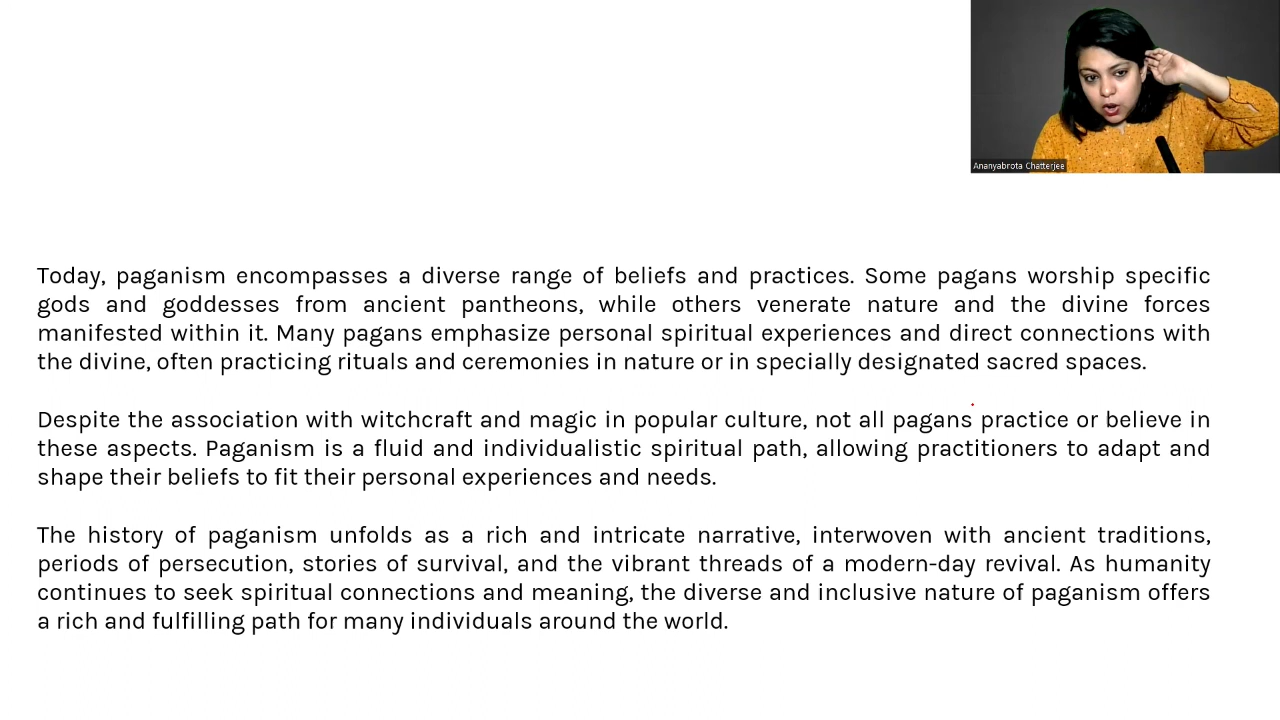 Ananyabrota Chatterjee
Today, paganism encompasses a diverse range of beliefs and practices. Some pagans worship specific
gods and goddesses from ancient pantheons, while others venerate nature and the divine forces
manifested within it. Many pagans emphasize personal spiritual experiences and direct connections with
the divine, often practicing rituals and ceremonies in nature or in specially designated sacred spaces.
Despite the association with witchcraft and magic in popular culture, not all pagans practice or believe in
these aspects. Paganism is a fluid and individualistic spiritual path, allowing practitioners to adapt and
shape their beliefs to fit their personal experiences and needs.
The history of paganism unfolds as a rich and intricate narrative, interwoven with ancient traditions,
periods of persecution, stories of survival, and the vibrant threads of a modern-day revival. As humanity
continues to seek spiritual connections and meaning, the diverse and inclusive nature of paganism offers
a rich and fulfilling path for many individuals around the world.